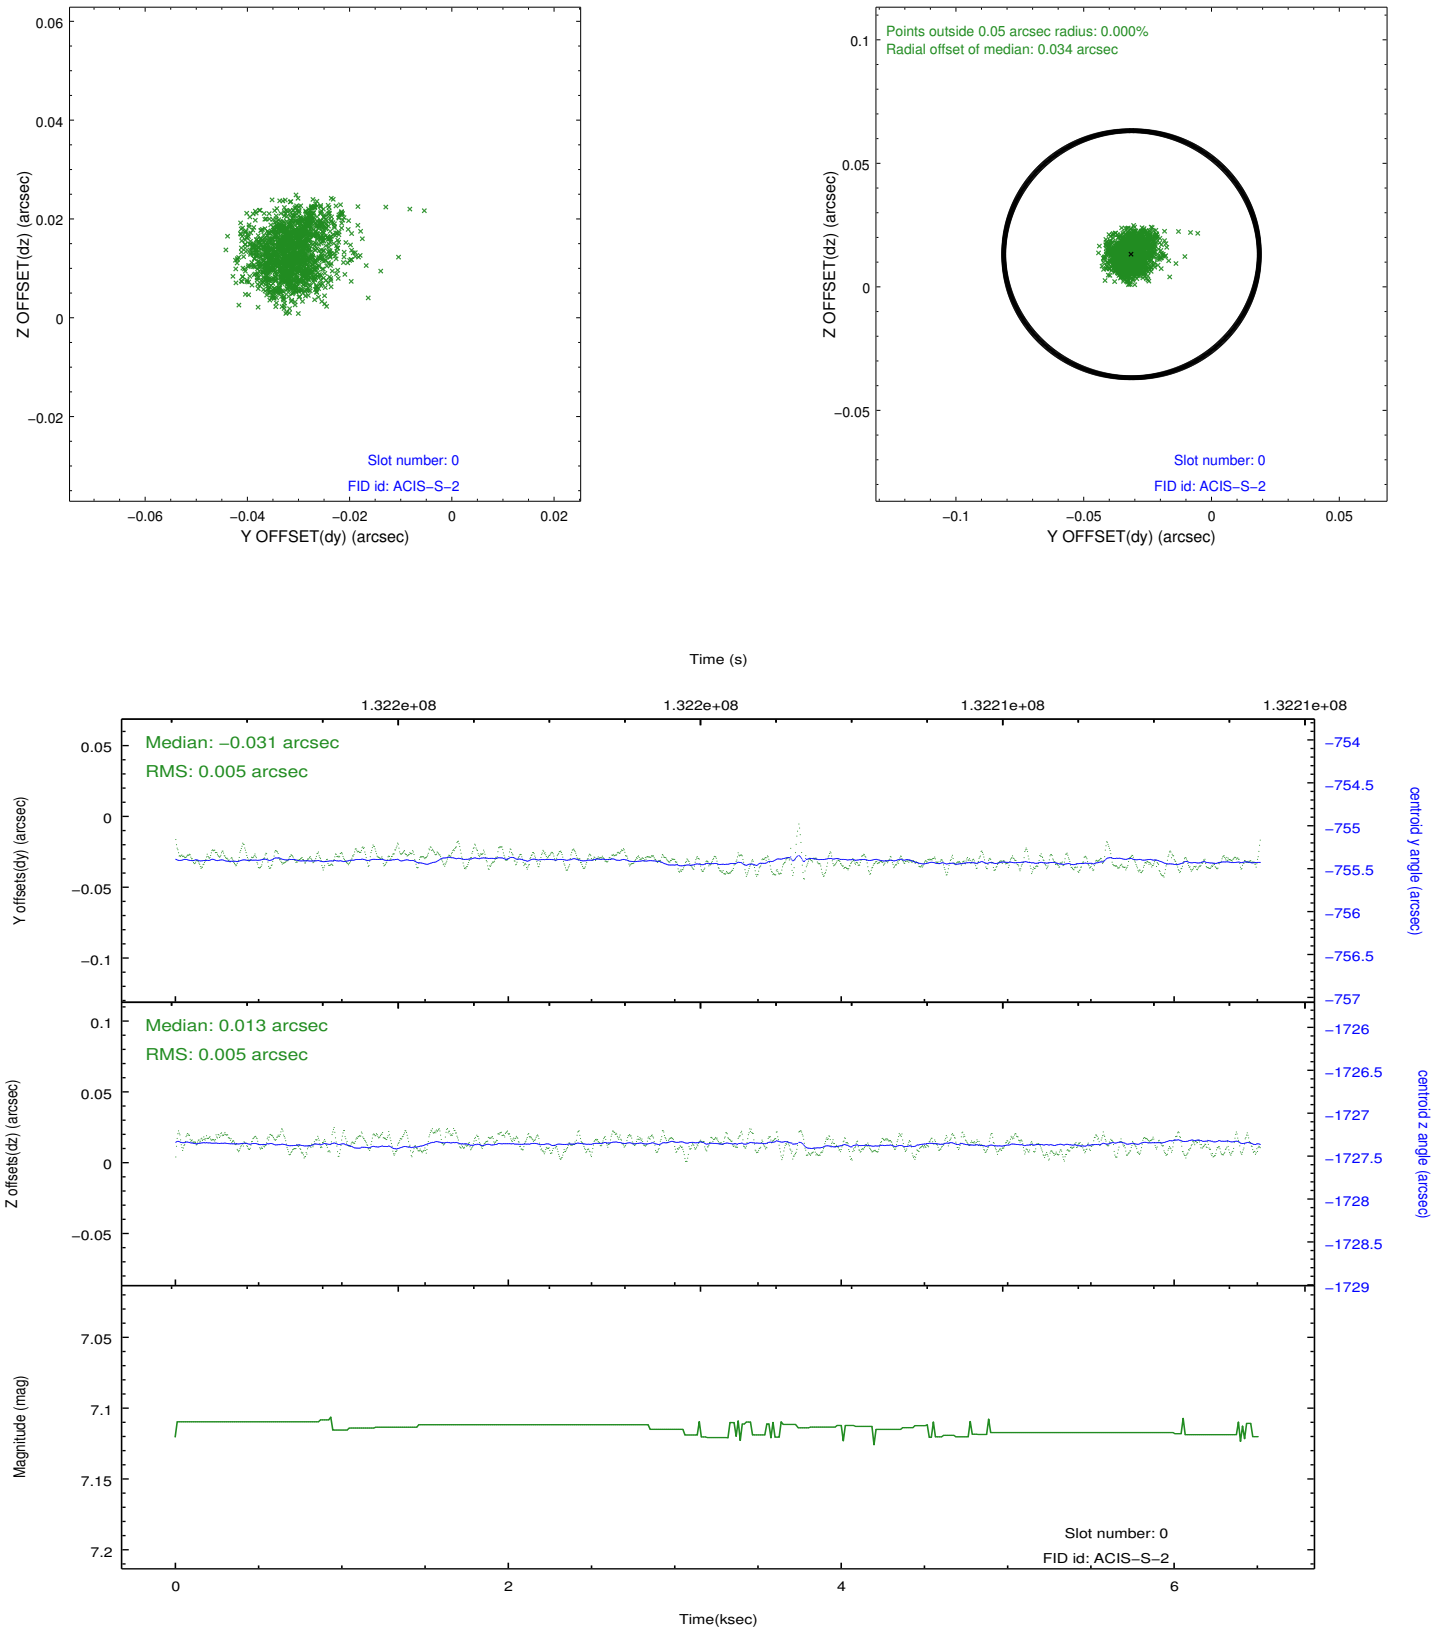 0.06
0.04
0.02
0
−0.02
Z OFFSET(dz) (arcsec)
Slot number: 0
FID id: ACIS−S−2
−0.06
−0.04
−0.02
0
0.02
Y OFFSET(dy) (arcsec)
Points outside 0.05 arcsec radius: 0.000%
Radial offset of median: 0.034 arcsec
0.1
0.05
0
−0.05
Z OFFSET(dz) (arcsec)
Slot number: 0
FID id: ACIS−S−2
−0.1
−0.05
0
0.05
Y OFFSET(dy) (arcsec)
Time (s)
1.322e+08
1.322e+08
1.3221e+08
1.3221e+08
Median: −0.031 arcsec
RMS: 0.005 arcsec
0.05
0
−0.05
−0.1
Y offsets(dy) (arcsec)
−754
−754.5
−755
−755.5
−756
−756.5
−757
centroid y angle (arcsec)
Median: 0.013 arcsec
RMS: 0.005 arcsec
0.1
0.05
0
−0.05
Z offsets(dz) (arcsec)
−1726
−1726.5
−1727
−1727.5
−1728
−1728.5
−1729
centroid z angle (arcsec)
7.05
7.1
7.15
7.2
Magnitude (mag)
Slot number: 0
FID id: ACIS−S−2
0
2
4
6
Time(ksec)